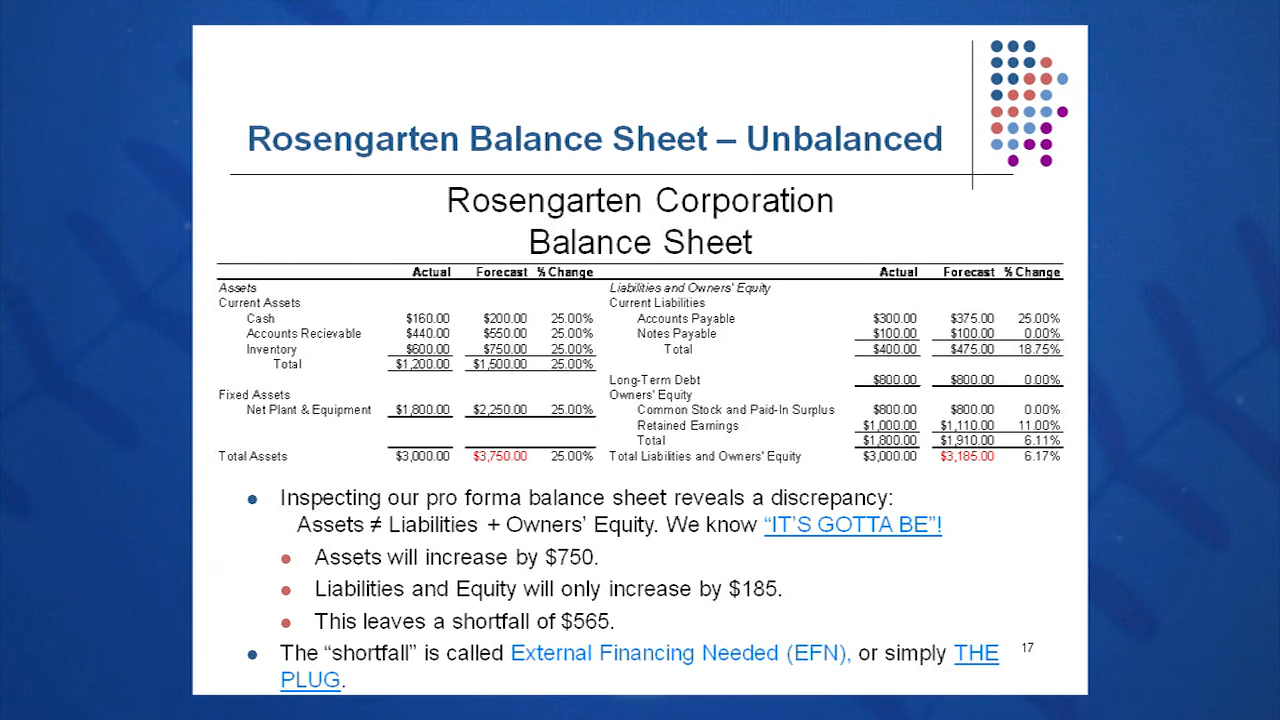 Rosengarten Balance Sheet – Unbalanced
Rosengarten Corporation
Balance Sheet
Actual Forecast % Change Actual Forecast % Change
Assets Liabilities and Owners' Equity
Current Assets Current Liabilities
Cash $160.00 $200.00 25.00% Accounts Payable $300.00 $375.00 25.00%
Accounts Recievable $440.00 $550.00 25.00% Notes Payable $100.00 $100.00 0.00%
Inventory $600.00 $750.00 25.00% Total $400.00 $475.00 18.75%
Total $1,200.00 $1,500.00 25.00%
Long-Term Debt $800.00 $800.00 0.00%
Fixed Assets Owners' Equity
Net Plant & Equipment $1,800.00 $2,250.00 25.00% Common Stock and Paid-In Surplus $800.00 $800.00 0.00%
Retained Earnings $1,000.00 $1,110.00 11.00%
Total $1,800.00 $1,910.00 6.11%
Total Assets $3,000.00 $3,750.00 25.00% Total Liabilities and Owners' Equity $3,000.00 $3,185.00 6.17%
Inspecting our pro forma balance sheet reveals a discrepancy:
Assets ≠ Liabilities + Owners' Equity. We know “IT'S GOTTA BE”!
Assets will increase by $750.
Liabilities and Equity will only increase by $185.
This leaves a shortfall of $565.
The “shortfall” is called External Financing Needed (EFN), or simply THE
PLUG.
17